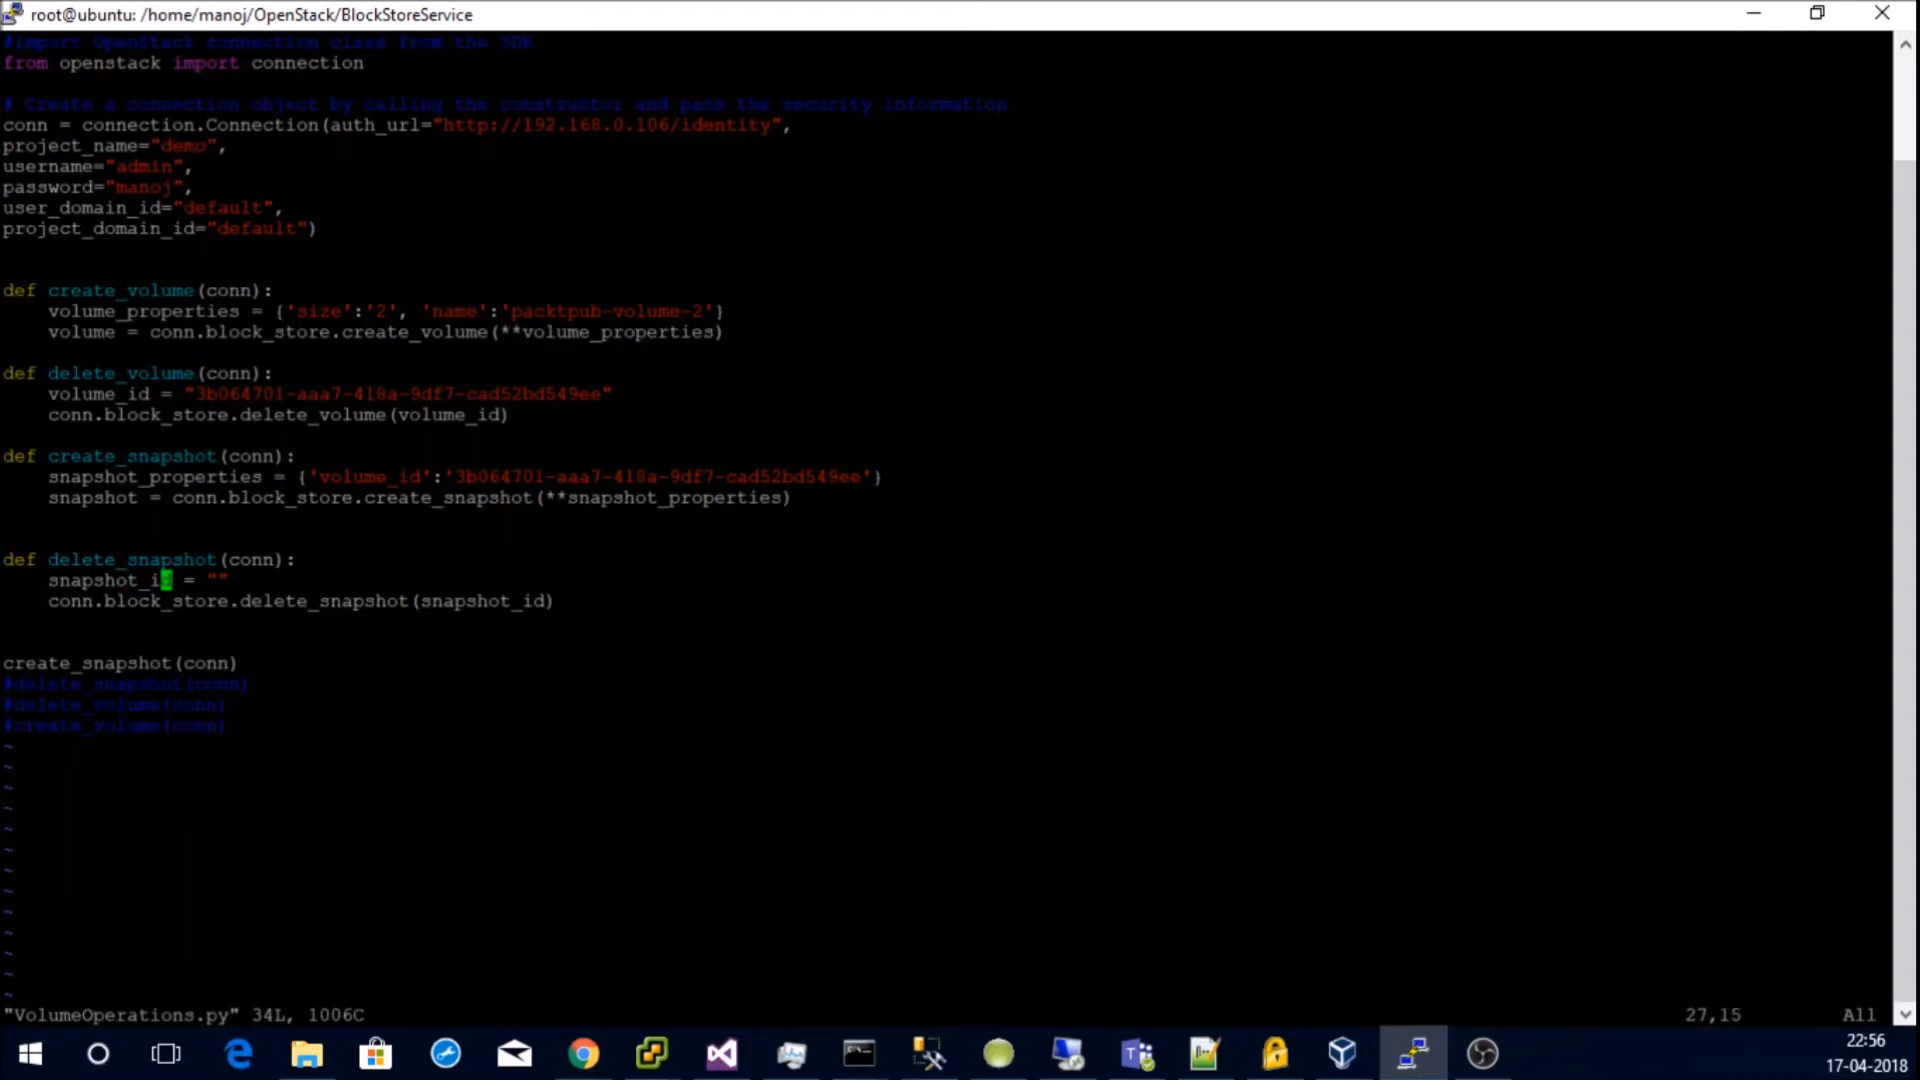 root@ubuntu: /home/manoj/OpenStack/BlockStoreService
#import OpenStack connection class from the SDK
from openstack import connection
# Create a connection object by calling the constructor and pass the security information
conn = connection.Connection(auth_url="http://192.168.0.106/identity",
project_name="demo",
username="admin",
password="manoj",
user_domain_id="default",
project_domain_id="default")
def create_volume(conn):
    volume_properties = {'size':'2', 'name':'packtpub-volume-2'}
    volume = conn.block_store.create_volume(**volume_properties)
def delete_volume(conn):
    volume_id = "3b064701-aaa7-418a-9df7-cad52bd549ee"
    conn.block_store.delete_volume(volume_id)
def create_snapshot(conn):
    snapshot_properties = {'volume_id':'3b064701-aaa7-418a-9df7-cad52bd549ee'}
    snapshot = conn.block_store.create_snapshot(**snapshot_properties)
def delete_snapshot(conn):
    snapshot_id = ""
    conn.block_store.delete_snapshot(snapshot_id)
create_snapshot(conn)
#delete_snapshot(conn)
#delete_volume(conn)
#create_volume(conn)
~
~
~
~
~
~
~
~
~
~
~
~
~
"VolumeOperations.py" 34L, 1006C 27,15 All
22:56
17-04-2018